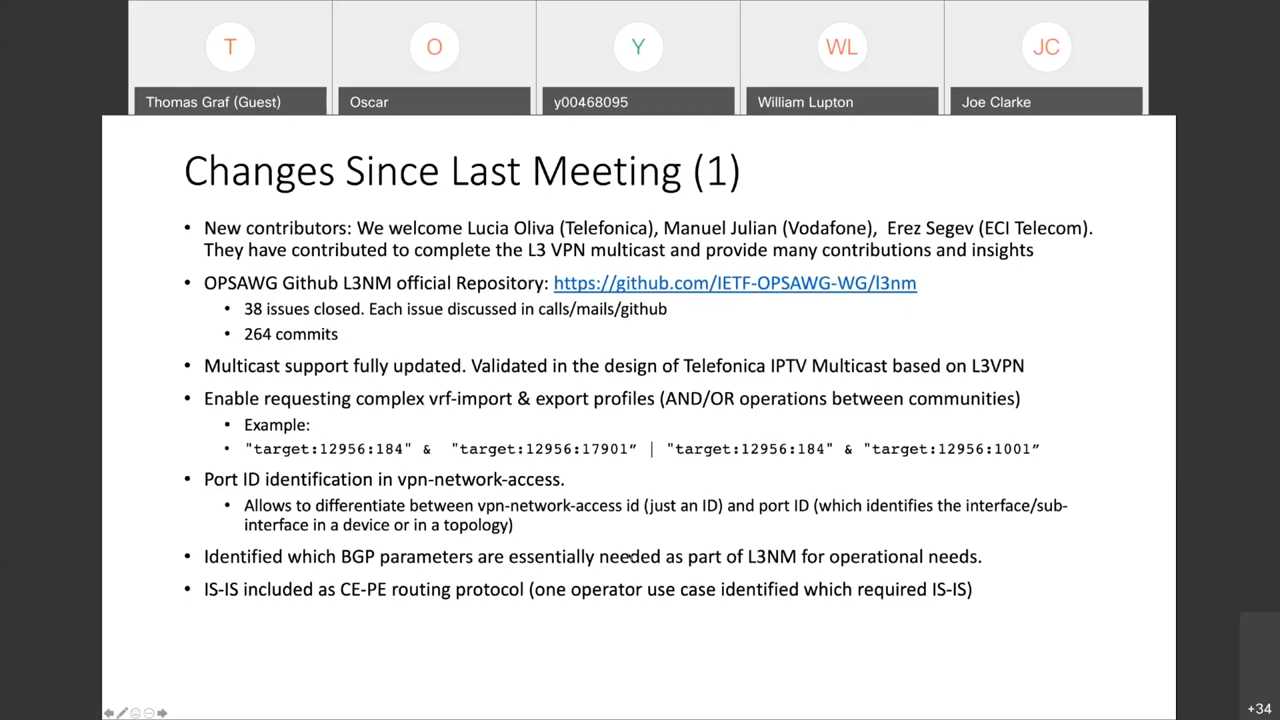 T
O
Y
WL
JC
Thomas Graf (Guest)
Oscar
y00468095
William Lupton
Joe Clarke
Changes Since Last Meeting (1)
• New contributors: We welcome Lucia Oliva (Telefonica), Manuel Julian (Vodafone), Erez Segev (ECI Telecom).
They have contributed to complete the L3 VPN multicast and provide many contributions and insights
• OPSAWG Github L3NM official Repository: https://github.com/IETF-OPSAWG-WG/l3nm
• 38 issues closed. Each issue discussed in calls/mails/github
• 264 commits
• Multicast support fully updated. Validated in the design of Telefonica IPTV Multicast based on L3VPN
• Enable requesting complex vrf-import & export profiles (AND/OR operations between communities)
• Example:
• "target:12956:184" & "target:12956:17901” | "target:12956:184" & "target:12956:1001”
• Port ID identification in vpn-network-access.
• Allows to differentiate between vpn-network-access id (just an ID) and port ID (which identifies the interface/sub-
interface in a device or in a topology)
• Identified which BGP parameters are essentially needed as part of L3NM for operational needs.
• IS-IS included as CE-PE routing protocol (one operator use case identified which required IS-IS)
+34